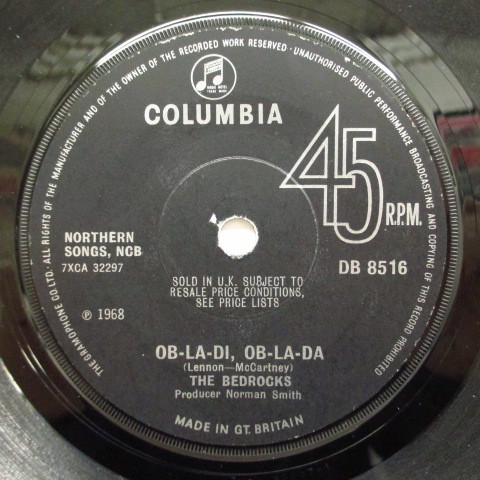 THE GRAMOPHONE CO. LTD. · ALL RIGHTS OF THE MANUFACTURER AND OF THE OWNER OF THE RECORDED WORK RESERVED · UNAUTHORISED PUBLIC PERFORMANCE BROADCASTING AND COPYING OF THIS RECORD PROHIBITED
COLUMBIA
45 R.P.M.
NORTHERN
SONGS, NCB
7XCA 32297
DB 8516
SOLD IN U.K. SUBJECT TO
RESALE PRICE CONDITIONS,
SEE PRICE LISTS
℗ 1968
OB-LA-DI, OB-LA-DA
(Lennon—McCartney)
THE BEDROCKS
Producer Norman Smith
MADE IN GT. BRITAIN